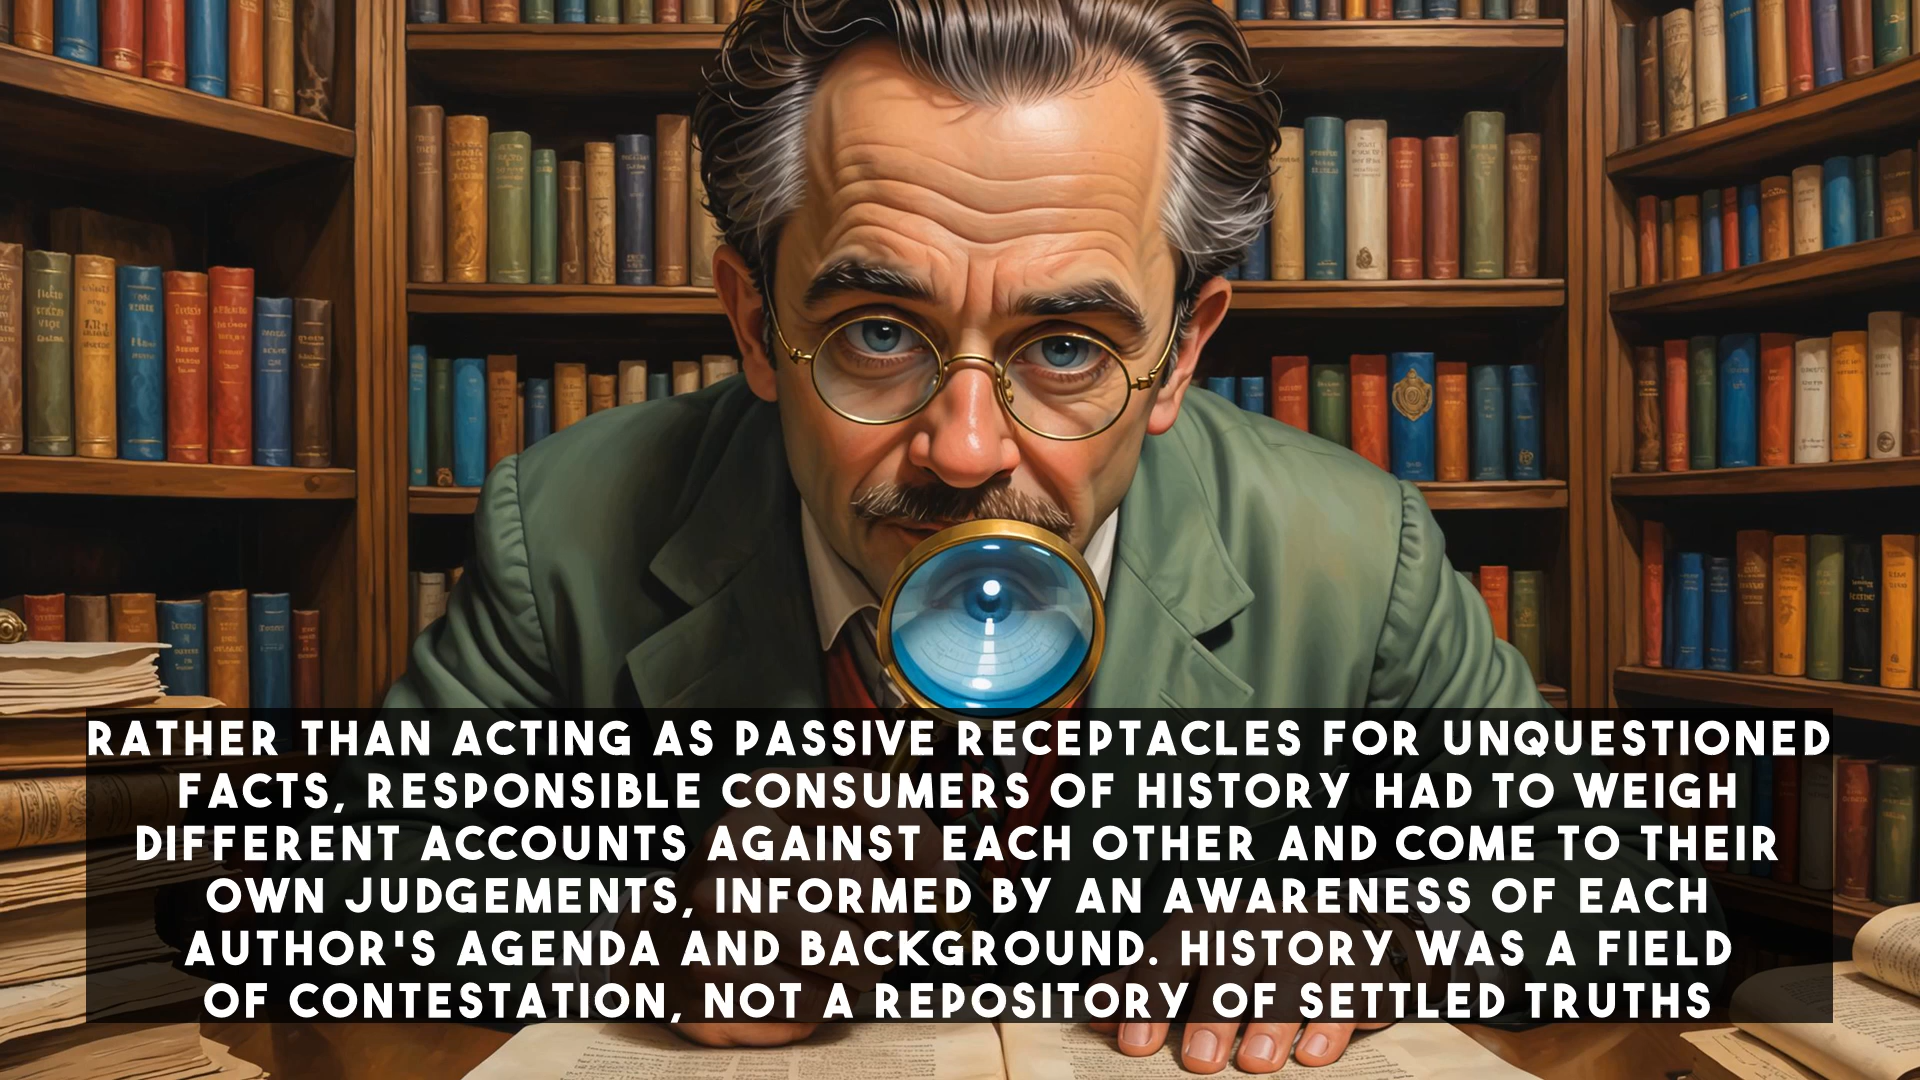 RATHER THAN ACTING AS PASSIVE RECEPTACLES FOR UNQUESTIONED
FACTS, RESPONSIBLE CONSUMERS OF HISTORY HAD TO WEIGH
DIFFERENT ACCOUNTS AGAINST EACH OTHER AND COME TO THEIR
OWN JUDGEMENTS, INFORMED BY AN AWARENESS OF EACH
AUTHOR'S AGENDA AND BACKGROUND. HISTORY WAS A FIELD
OF CONTESTATION, NOT A REPOSITORY OF SETTLED TRUTHS